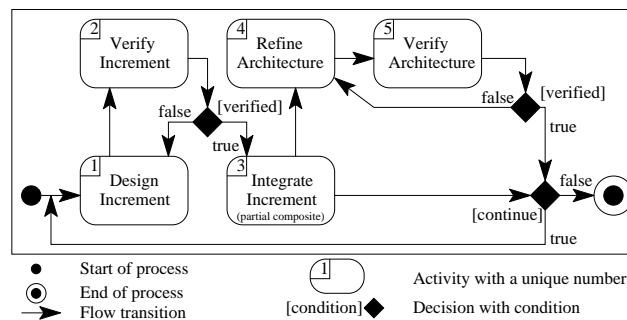 2
Verify
Increment
4
Refine
Architecture
5
Verify
Architecture
false
[verified]
true
false
[verified]
true
1
Design
Increment
3
Integrate
Increment
(partial composite)
[continue]
false
true
Start of process
End of process
Flow transition
1
Activity with a unique number
[condition]
Decision with condition